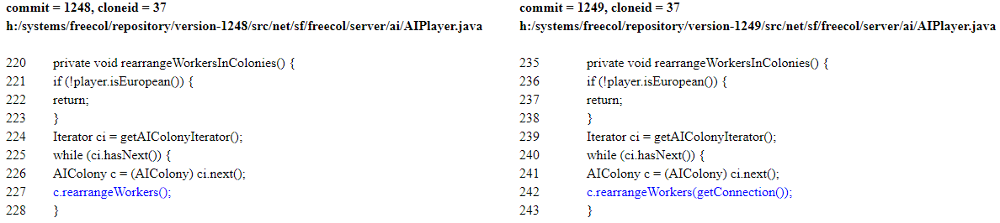 commit = 1248, cloneid = 37
h:/systems/freecol/repository/version-1248/src/net/sf/freecol/server/ai/AIPlayer.java
220 private void rearrangeWorkersInColonies() {
221 if (!player.isEuropean()) {
222 return;
223 }
224 Iterator ci = getAIColonyIterator();
225 while (ci.hasNext()) {
226 AIColony c = (AIColony) ci.next();
227 c.rearrangeWorkers();
228 }
commit = 1249, cloneid = 37
h:/systems/freecol/repository/version-1249/src/net/sf/freecol/server/ai/AIPlayer.java
235 private void rearrangeWorkersInColonies() {
236 if (!player.isEuropean()) {
237 return;
238 }
239 Iterator ci = getAIColonyIterator();
240 while (ci.hasNext()) {
241 AIColony c = (AIColony) ci.next();
242 c.rearrangeWorkers(getConnection());
243 }